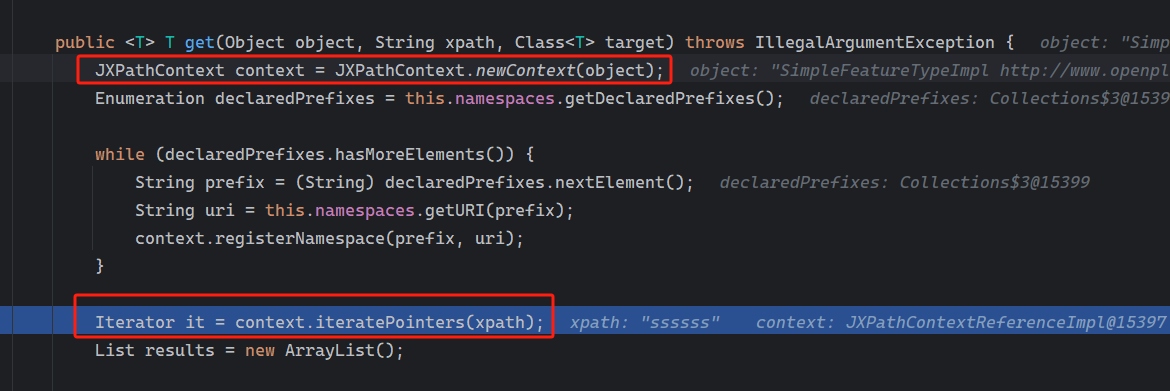 public <T> T get(Object object, String xpath, Class<T> target) throws IllegalArgumentException {   object: "Simp
JXPathContext context = JXPathContext.newContext(object);   object: "SimpleFeatureTypeImpl http://www.openpl
Enumeration declaredPrefixes = this.namespaces.getDeclaredPrefixes();   declaredPrefixes: Collections$3@15399
while (declaredPrefixes.hasMoreElements()) {
String prefix = (String) declaredPrefixes.nextElement();   declaredPrefixes: Collections$3@15399
String uri = this.namespaces.getURI(prefix);
context.registerNamespace(prefix, uri);
}
Iterator it = context.iteratePointers(xpath);   xpath: "ssssss"   context: JXPathContextReferenceImpl@15397
List results = new ArrayList();